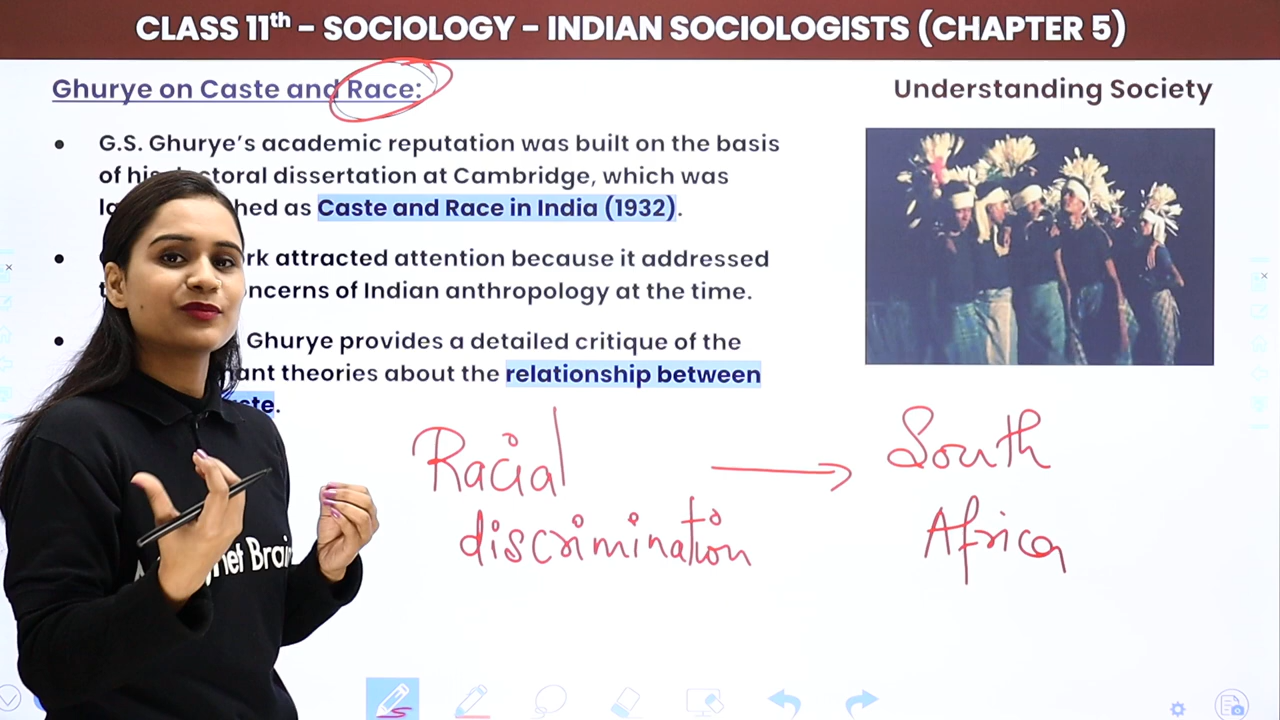 CLASS 11th - SOCIOLOGY - INDIAN SOCIOLOGISTS (CHAPTER 5)
Ghurye on Caste and Race:
Understanding Society
G.S. Ghurye's academic reputation was built on the basis
of his doctoral dissertation at Cambridge, which was
Caste and Race in India (1932).
attracted attention because it addressed
of Indian anthropology at the time.
Ghurye provides a detailed critique of the
theories about the relationship between
Racial
discrimination
South
Africa